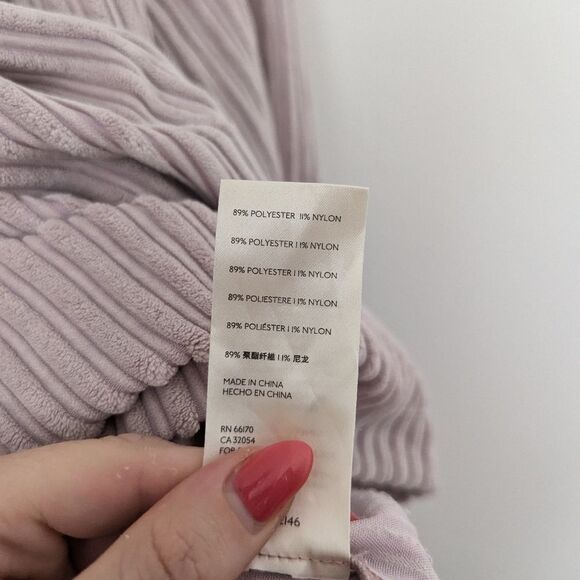 89% POLYESTER 11% NYLON
89% POLYESTER 11% NYLON
89% POLYESTER 11% NYLON
89% POLIESTERE 11% NYLON
89% POLIÉSTER 11% NYLON
89% 聚酯纤维 11% 尼龙
MADE IN CHINA
HECHO EN CHINA
RN 66170
CA 32054